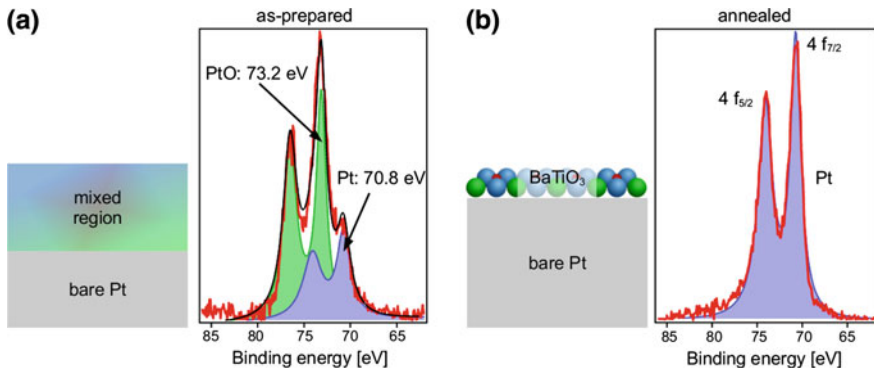 (a)
as-prepared
PtO: 73.2 eV
Pt: 70.8 eV
mixed
region
bare Pt
85 80 75 70 65
Binding energy [eV]
(b)
annealed
4 f7/2
4 f5/2
Pt
BaTiO3
bare Pt
85 80 75 70 65
Binding energy [eV]